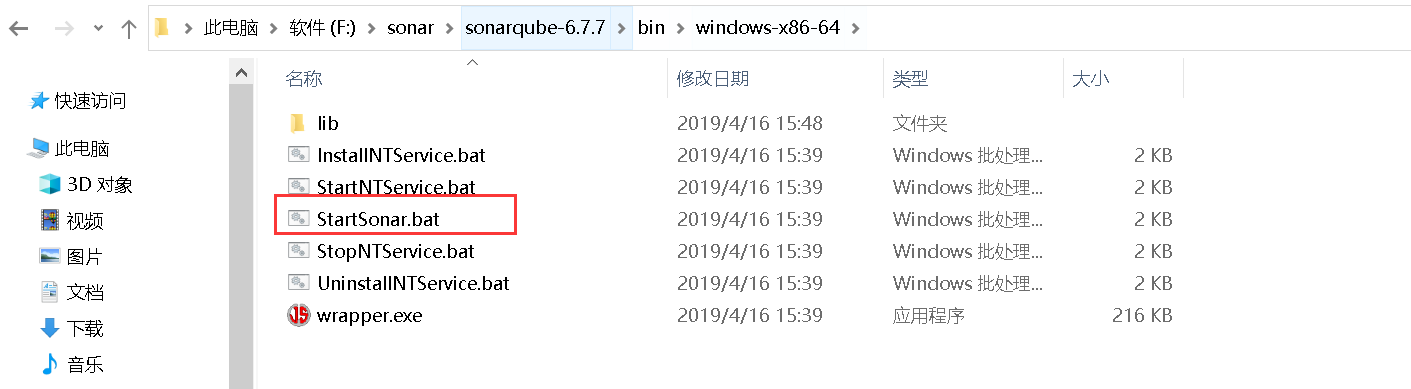 此电脑 软件 (F:) sonar sonarqube-6.7.7 bin windows-x86-64
名称 修改日期 类型 大小
快速访问
此电脑
3D 对象
视频
图片
文档
下载
音乐
lib 2019/4/16 15:48 文件夹
InstallNTService.bat 2019/4/16 15:39 Windows 批处理... 2 KB
StartNTService.bat 2019/4/16 15:39 Windows 批处理... 2 KB
StartSonar.bat 2019/4/16 15:39 Windows 批处理... 2 KB
StopNTService.bat 2019/4/16 15:39 Windows 批处理... 2 KB
UninstallNTService.bat 2019/4/16 15:39 Windows 批处理... 2 KB
wrapper.exe 2019/4/16 15:39 应用程序 216 KB